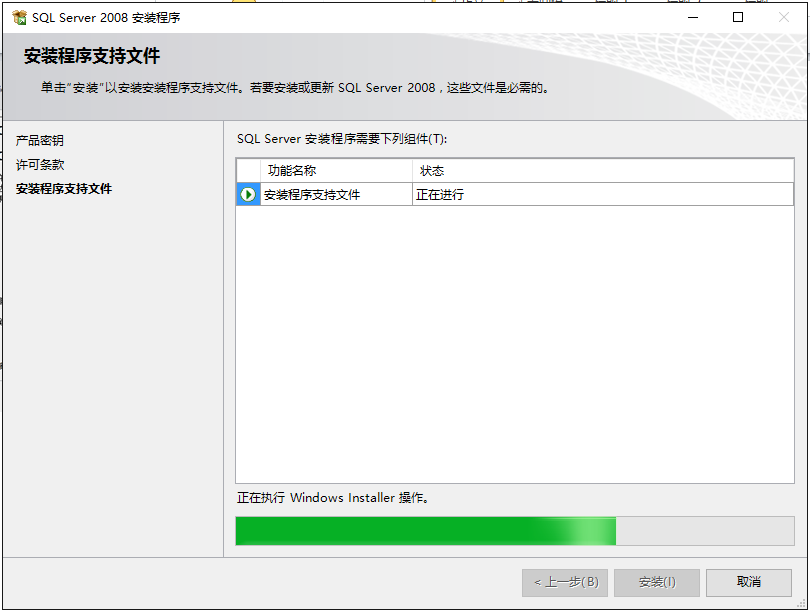 SQL Server 2008 安装程序
安装程序支持文件
单击"安装"以安装安装程序支持文件。若要安装或更新 SQL Server 2008，这些文件是必需的。
产品密钥
许可条款
安装程序支持文件
SQL Server 安装程序需要下列组件(T):
功能名称 状态
安装程序支持文件 正在进行
正在执行 Windows Installer 操作。
< 上一步(B) 安装(I) 取消